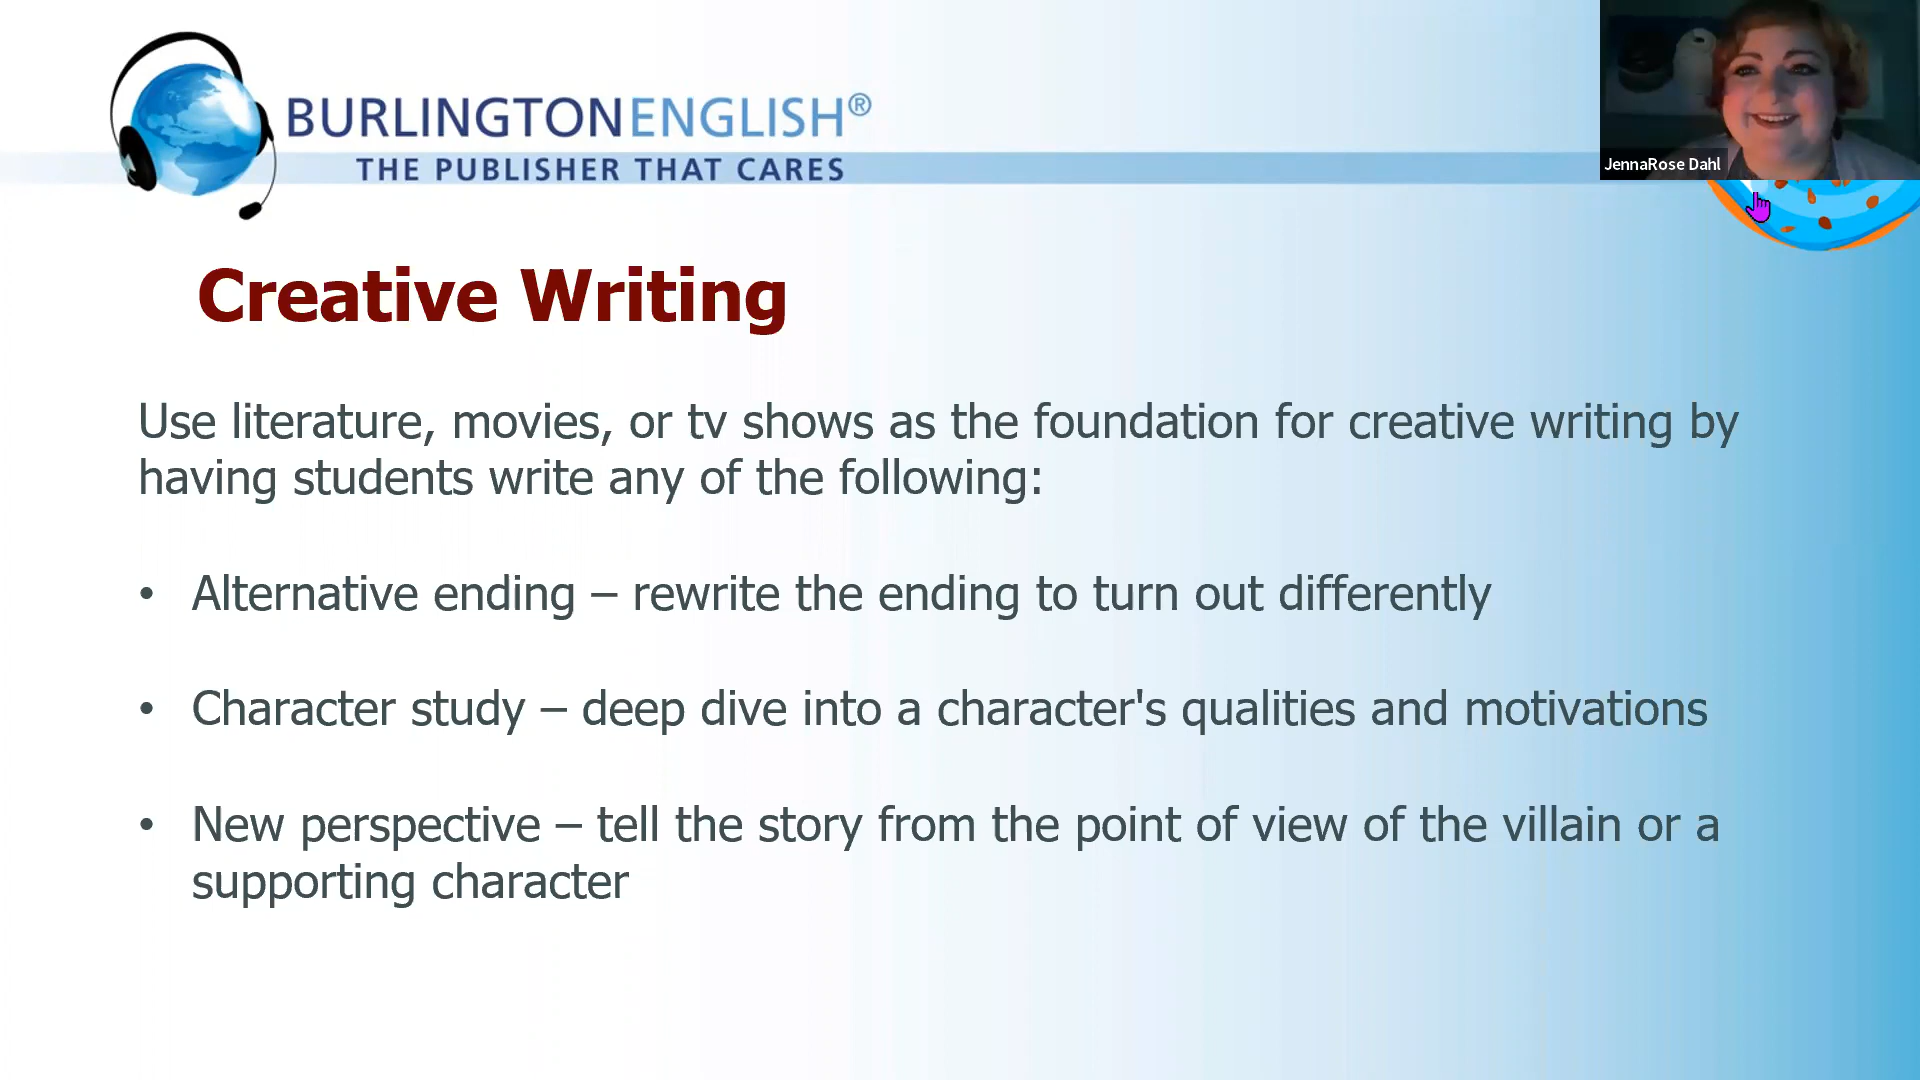 BURLINGTONENGLISH®
THE PUBLISHER THAT CARES
JennaRose Dahl
Creative Writing
Use literature, movies, or tv shows as the foundation for creative writing by
having students write any of the following:
• Alternative ending – rewrite the ending to turn out differently
• Character study – deep dive into a character's qualities and motivations
• New perspective – tell the story from the point of view of the villain or a
supporting character